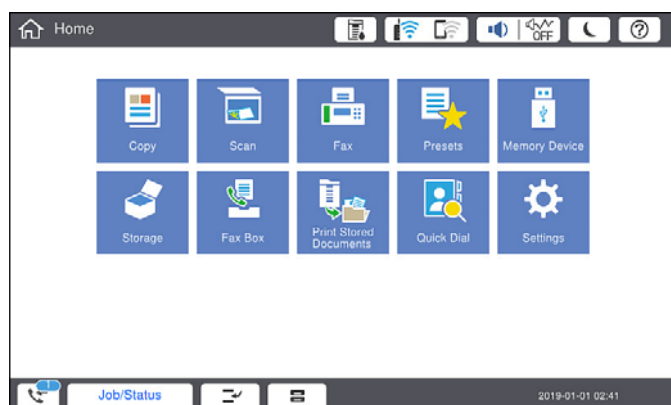 Home
OFF
Copy
Scan
Fax
Presets
Memory Device
Storage
Fax Box
Print Stored
Documents
Quick Dial
Settings
1
Job/Status
2019-01-01 02:41